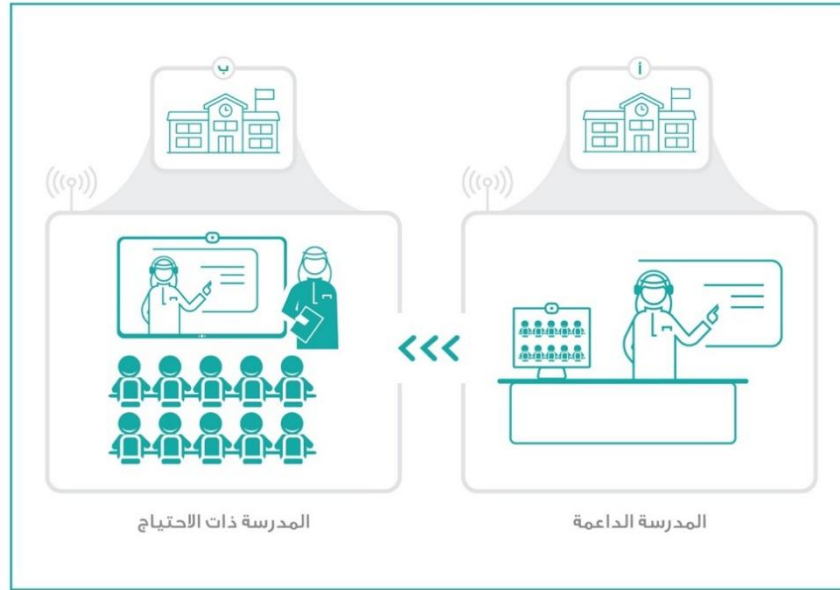 أ
ب
المدرسة الداعمة
المدرسة ذات الاحتياج